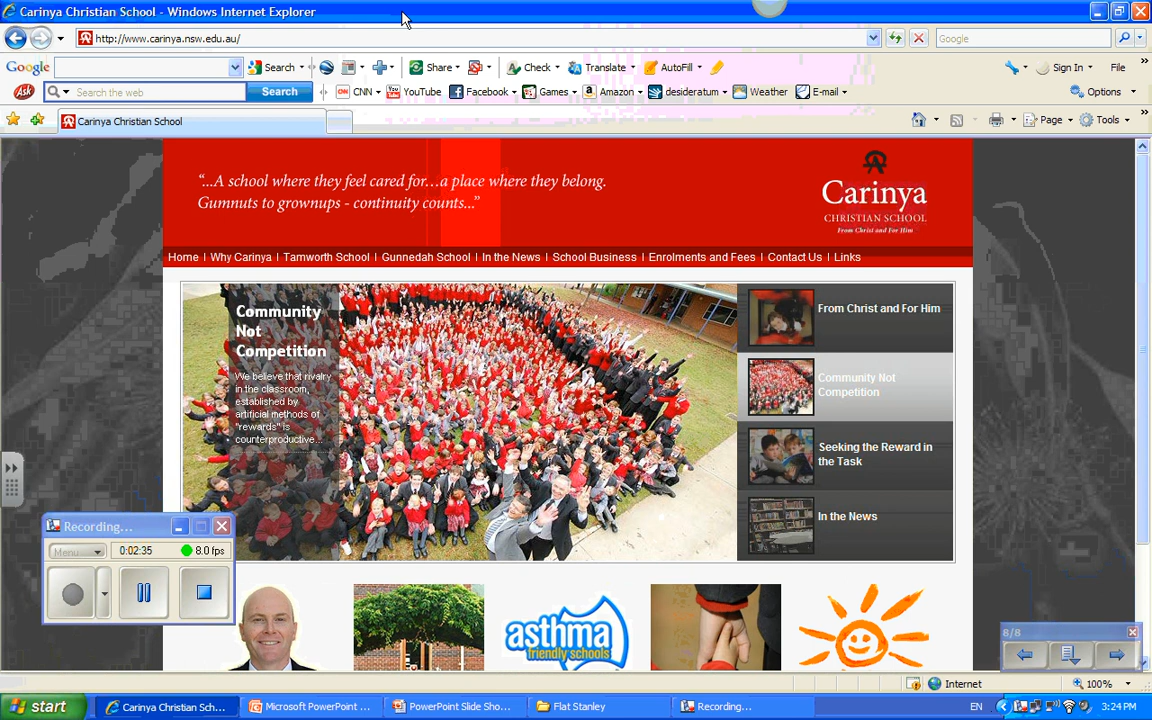 Carinya Christian School - Windows Internet Explorer
http://www.carinya.nsw.edu.au/
Google
Google
Search
Share
Check
Translate
AutoFill
Sign In
File
Ask
Search the web
Search
CNN
YouTube
Facebook
Games
Amazon
desideratum
Weather
E-mail
Options
Carinya Christian School
Page
Tools
“...A school where they feel cared for...a place where they belong.
Gumnuts to grownups - continuity counts...”
Carinya
CHRISTIAN SCHOOL
From Christ and For Him
Home | Why Carinya | Tamworth School | Gunnedah School | In the News | School Business | Enrolments and Fees | Contact Us | Links
Community
Not
Competition
We believe that rivalry
in the classroom,
established by
artificial methods of
"rewards" is
counterproductive...
From Christ and For Him
Community Not
Competition
Seeking the Reward in
the Task
In the News
Recording...
Menu
0:02:35
8.0 fps
asthma
friendly schools
8/8
Internet
100%
start
Carinya Christian Sch...
Microsoft PowerPoint ...
PowerPoint Slide Sho...
Flat Stanley
Recording...
EN
3:24 PM